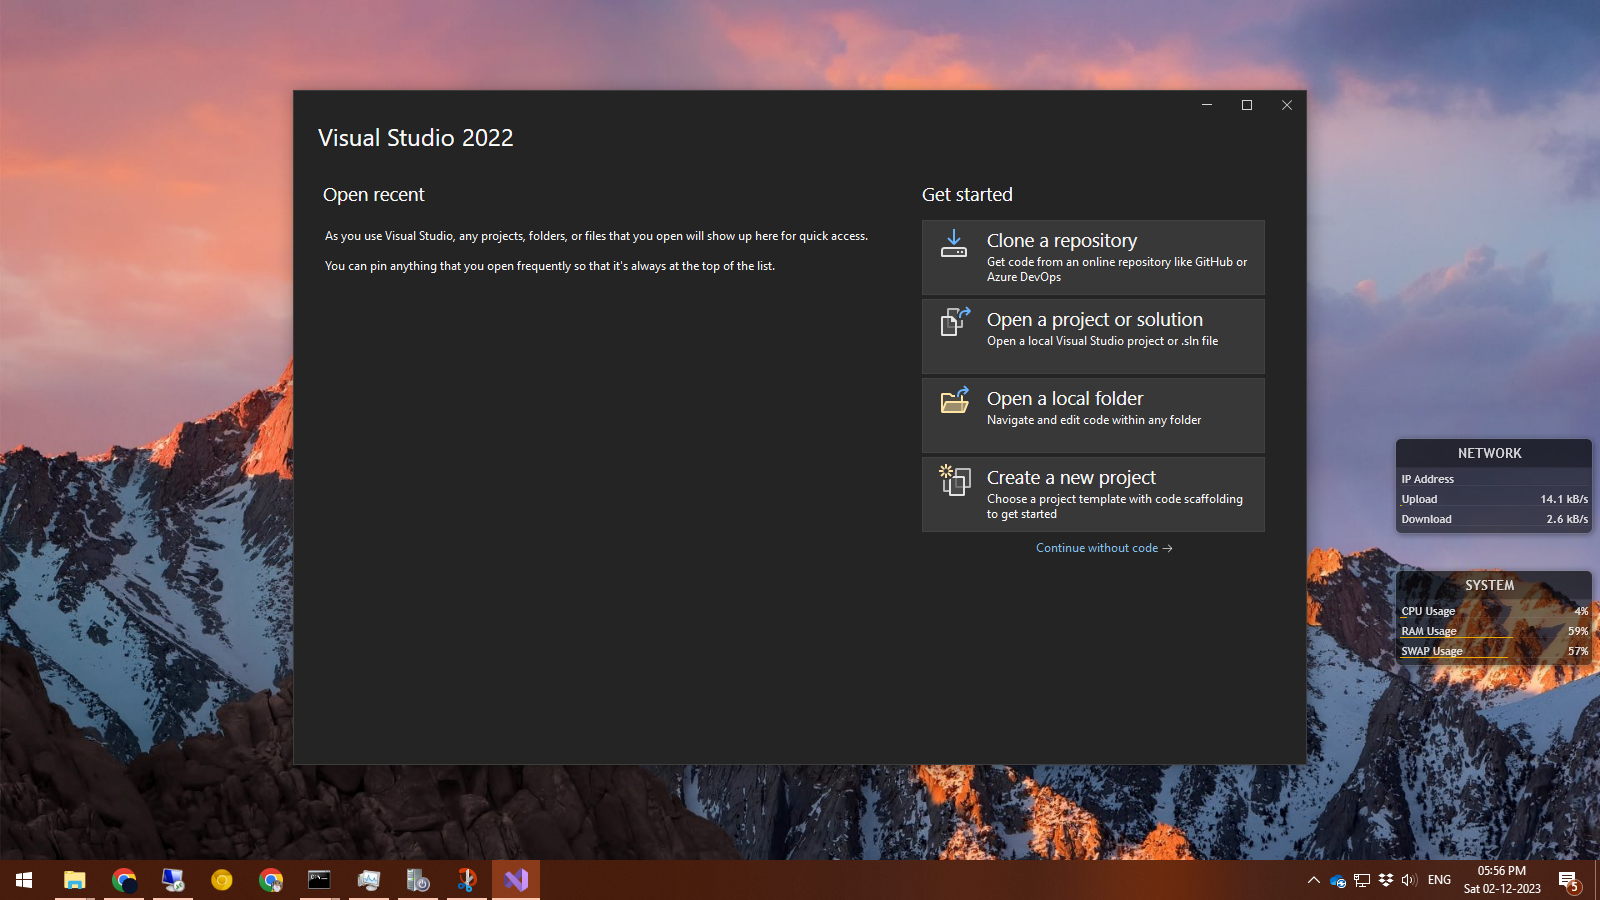 Visual Studio 2022
Open recent
As you use Visual Studio, any projects, folders, or files that you open will show up here for quick access.
You can pin anything that you open frequently so that it's always at the top of the list.
Get started
Clone a repository
Get code from an online repository like GitHub or
Azure DevOps
Open a project or solution
Open a local Visual Studio project or .sln file
Open a local folder
Navigate and edit code within any folder
Create a new project
Choose a project template with code scaffolding
to get started
Continue without code →
NETWORK
IP Address
Upload 14.1 kB/s
Download 2.6 kB/s
SYSTEM
CPU Usage 4%
RAM Usage 59%
SWAP Usage 57%
ENG
05:56 PM
Sat 02-12-2023
5